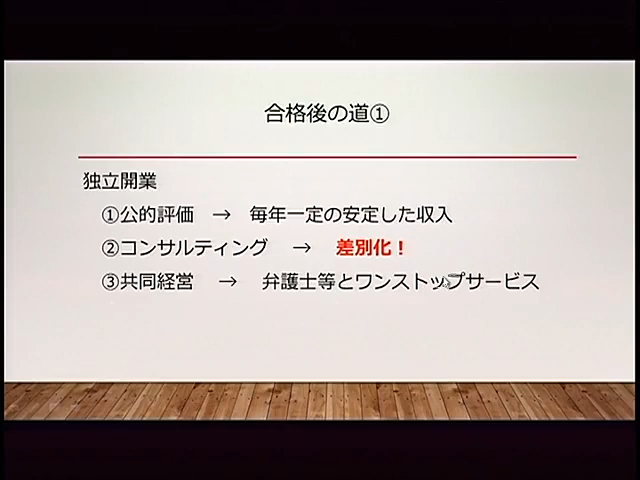 合格後の道①
独立開業
①公的評価　→　毎年一定の安定した収入
②コンサルティング　→　差別化！
③共同経営　→　弁護士等とワンストップサービス